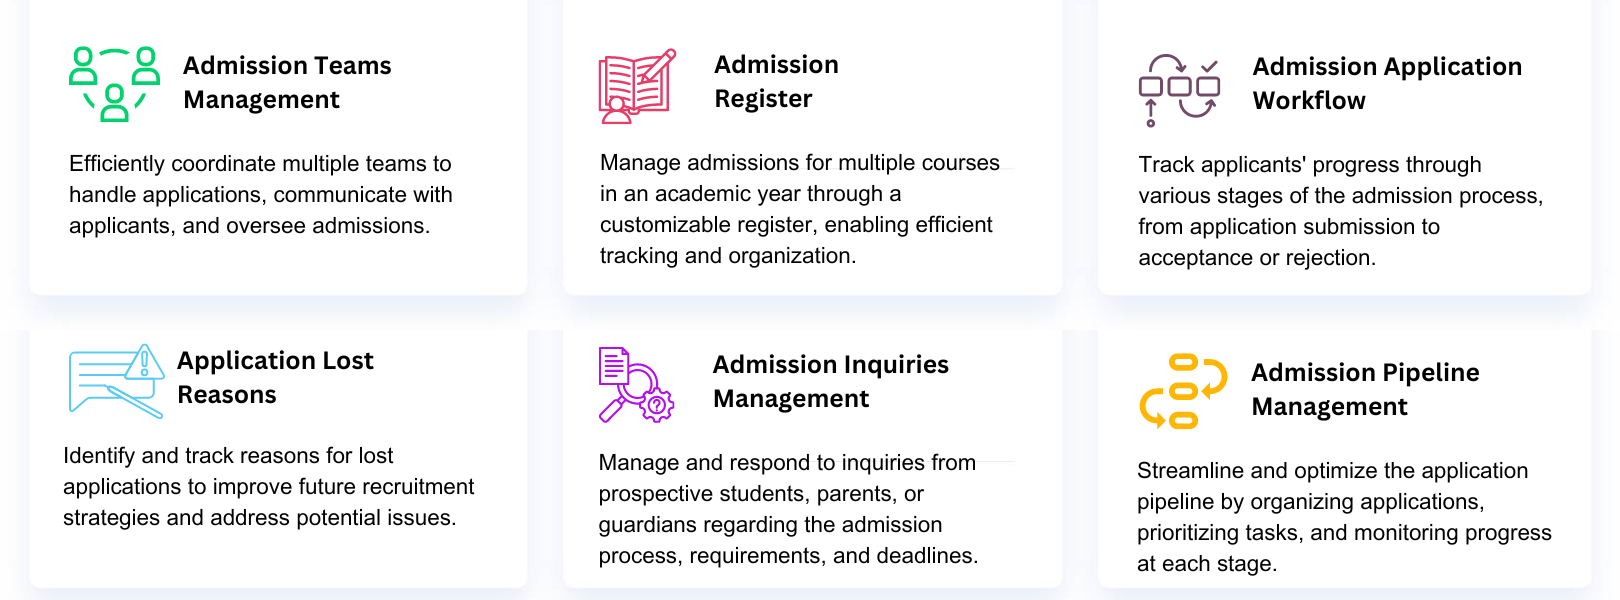 Admission Teams
Management
Efficiently coordinate multiple teams to
handle applications, communicate with
applicants, and oversee admissions.
Admission
Register
Manage admissions for multiple courses
in an academic year through a
customizable register, enabling efficient
tracking and organization.
Admission Application
Workflow
Track applicants' progress through
various stages of the admission process,
from application submission to
acceptance or rejection.
Application Lost
Reasons
Identify and track reasons for lost
applications to improve future recruitment
strategies and address potential issues.
Admission Inquiries
Management
Manage and respond to inquiries from
prospective students, parents, or
guardians regarding the admission
process, requirements, and deadlines.
Admission Pipeline
Management
Streamline and optimize the application
pipeline by organizing applications,
prioritizing tasks, and monitoring progress
at each stage.